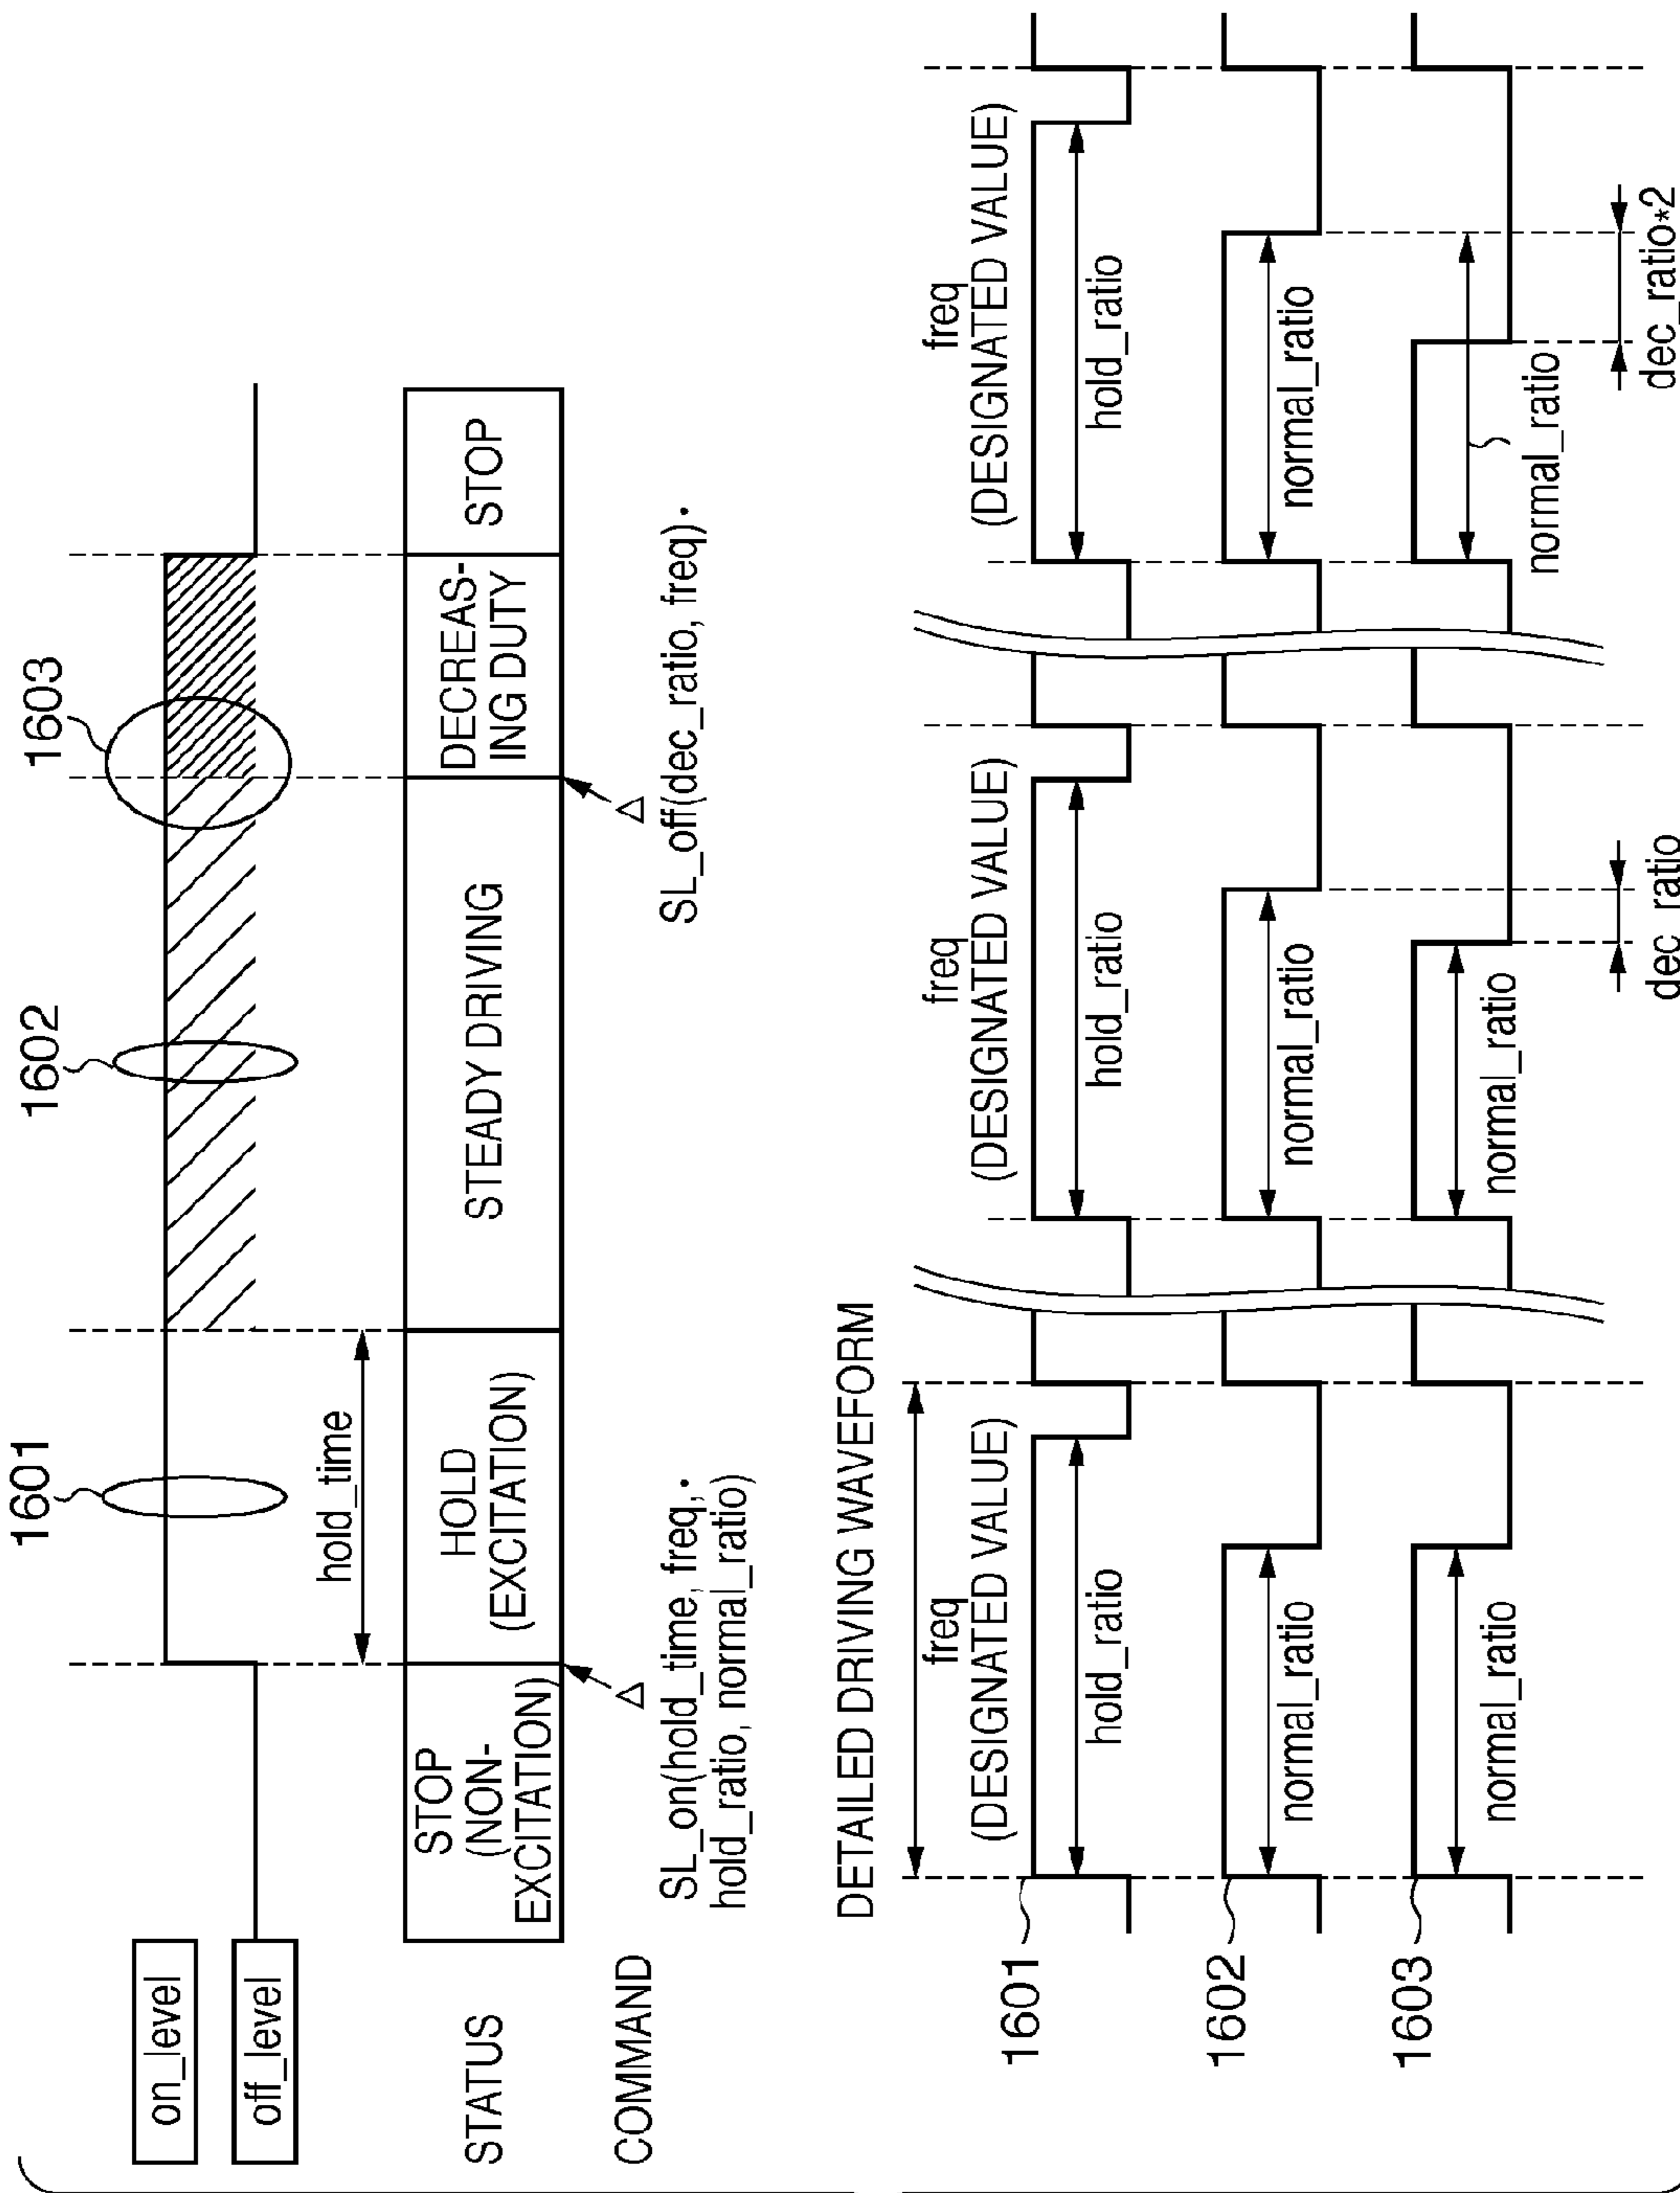 1601
1602
1603
on_level
off_level
hold_time
STATUS
STOP
(NON-
EXCITATION)
HOLD
(EXCITATION)
STEADY DRIVING
DECREAS-
ING DUTY
STOP
COMMAND
SL_on(hold_time, freq,
hold_ratio, normal_ratio)
SL_off(dec_ratio, freq)
DETAILED DRIVING WAVEFORM
freq
(DESIGNATED VALUE)
freq
(DESIGNATED VALUE)
freq
(DESIGNATED VALUE)
1601
hold_ratio
hold_ratio
hold_ratio
1602
normal_ratio
normal_ratio
normal_ratio
1603
normal_ratio
normal_ratio
normal_ratio
dec_ratio
dec_ratio*2